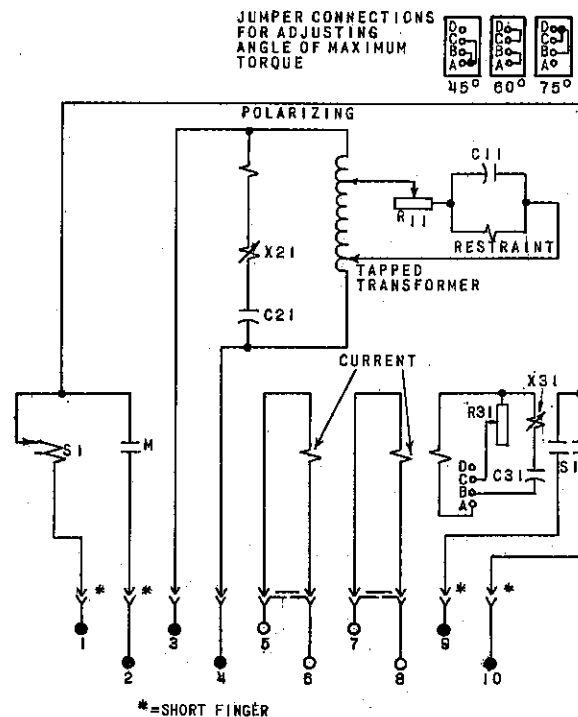 JUMPER CONNECTIONS
FOR ADJUSTING
ANGLE OF MAXIMUM
TORQUE
D C B A
D C B A
D C B A
45° 60° 75°
POLARIZING
C11
R11
RESTRAINT
X21
TAPPED
TRANSFORMER
C21
CURRENT
X31
R31
S1
M
S1
D
C
B
A
C31
* * * *
1 3 5 7 9
2 4 6 8 10
*=SHORT FINGER